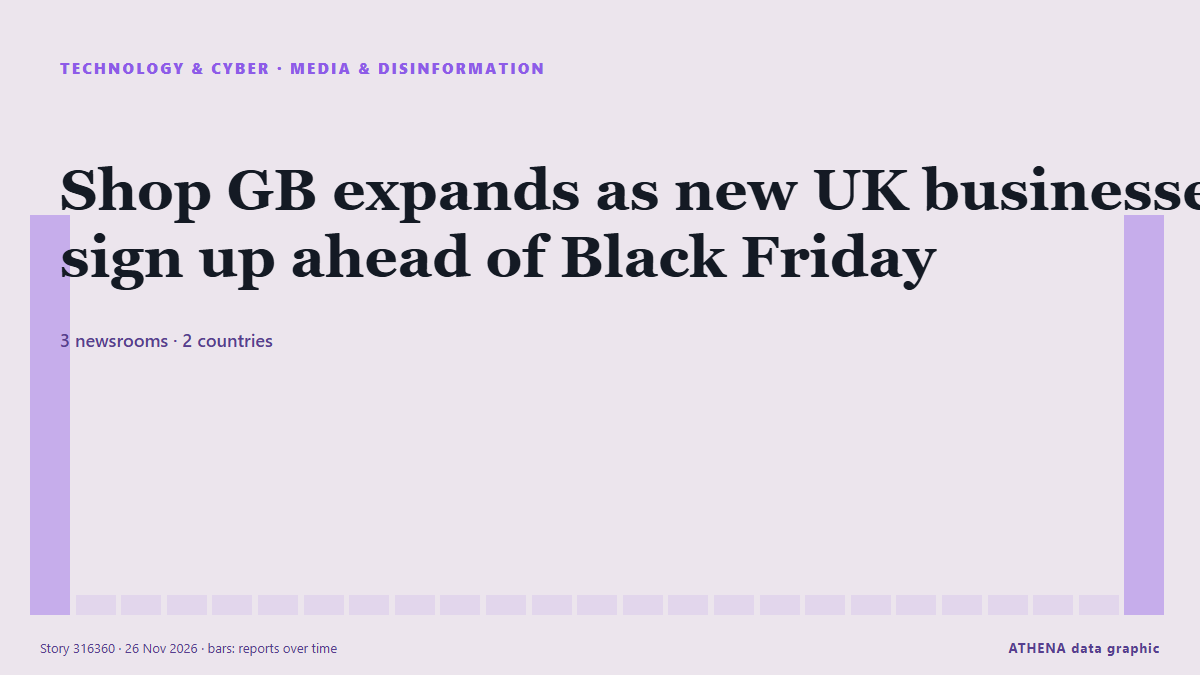 TECHNOLOGY & CYBER · MEDIA & DISINFORMATION
Shop GB expands as new UK businesse
sign up ahead of Black Friday
3 newsrooms · 2 countries
Story 316360 · 26 Nov 2026 · bars: reports over time
ATHENA data graphic